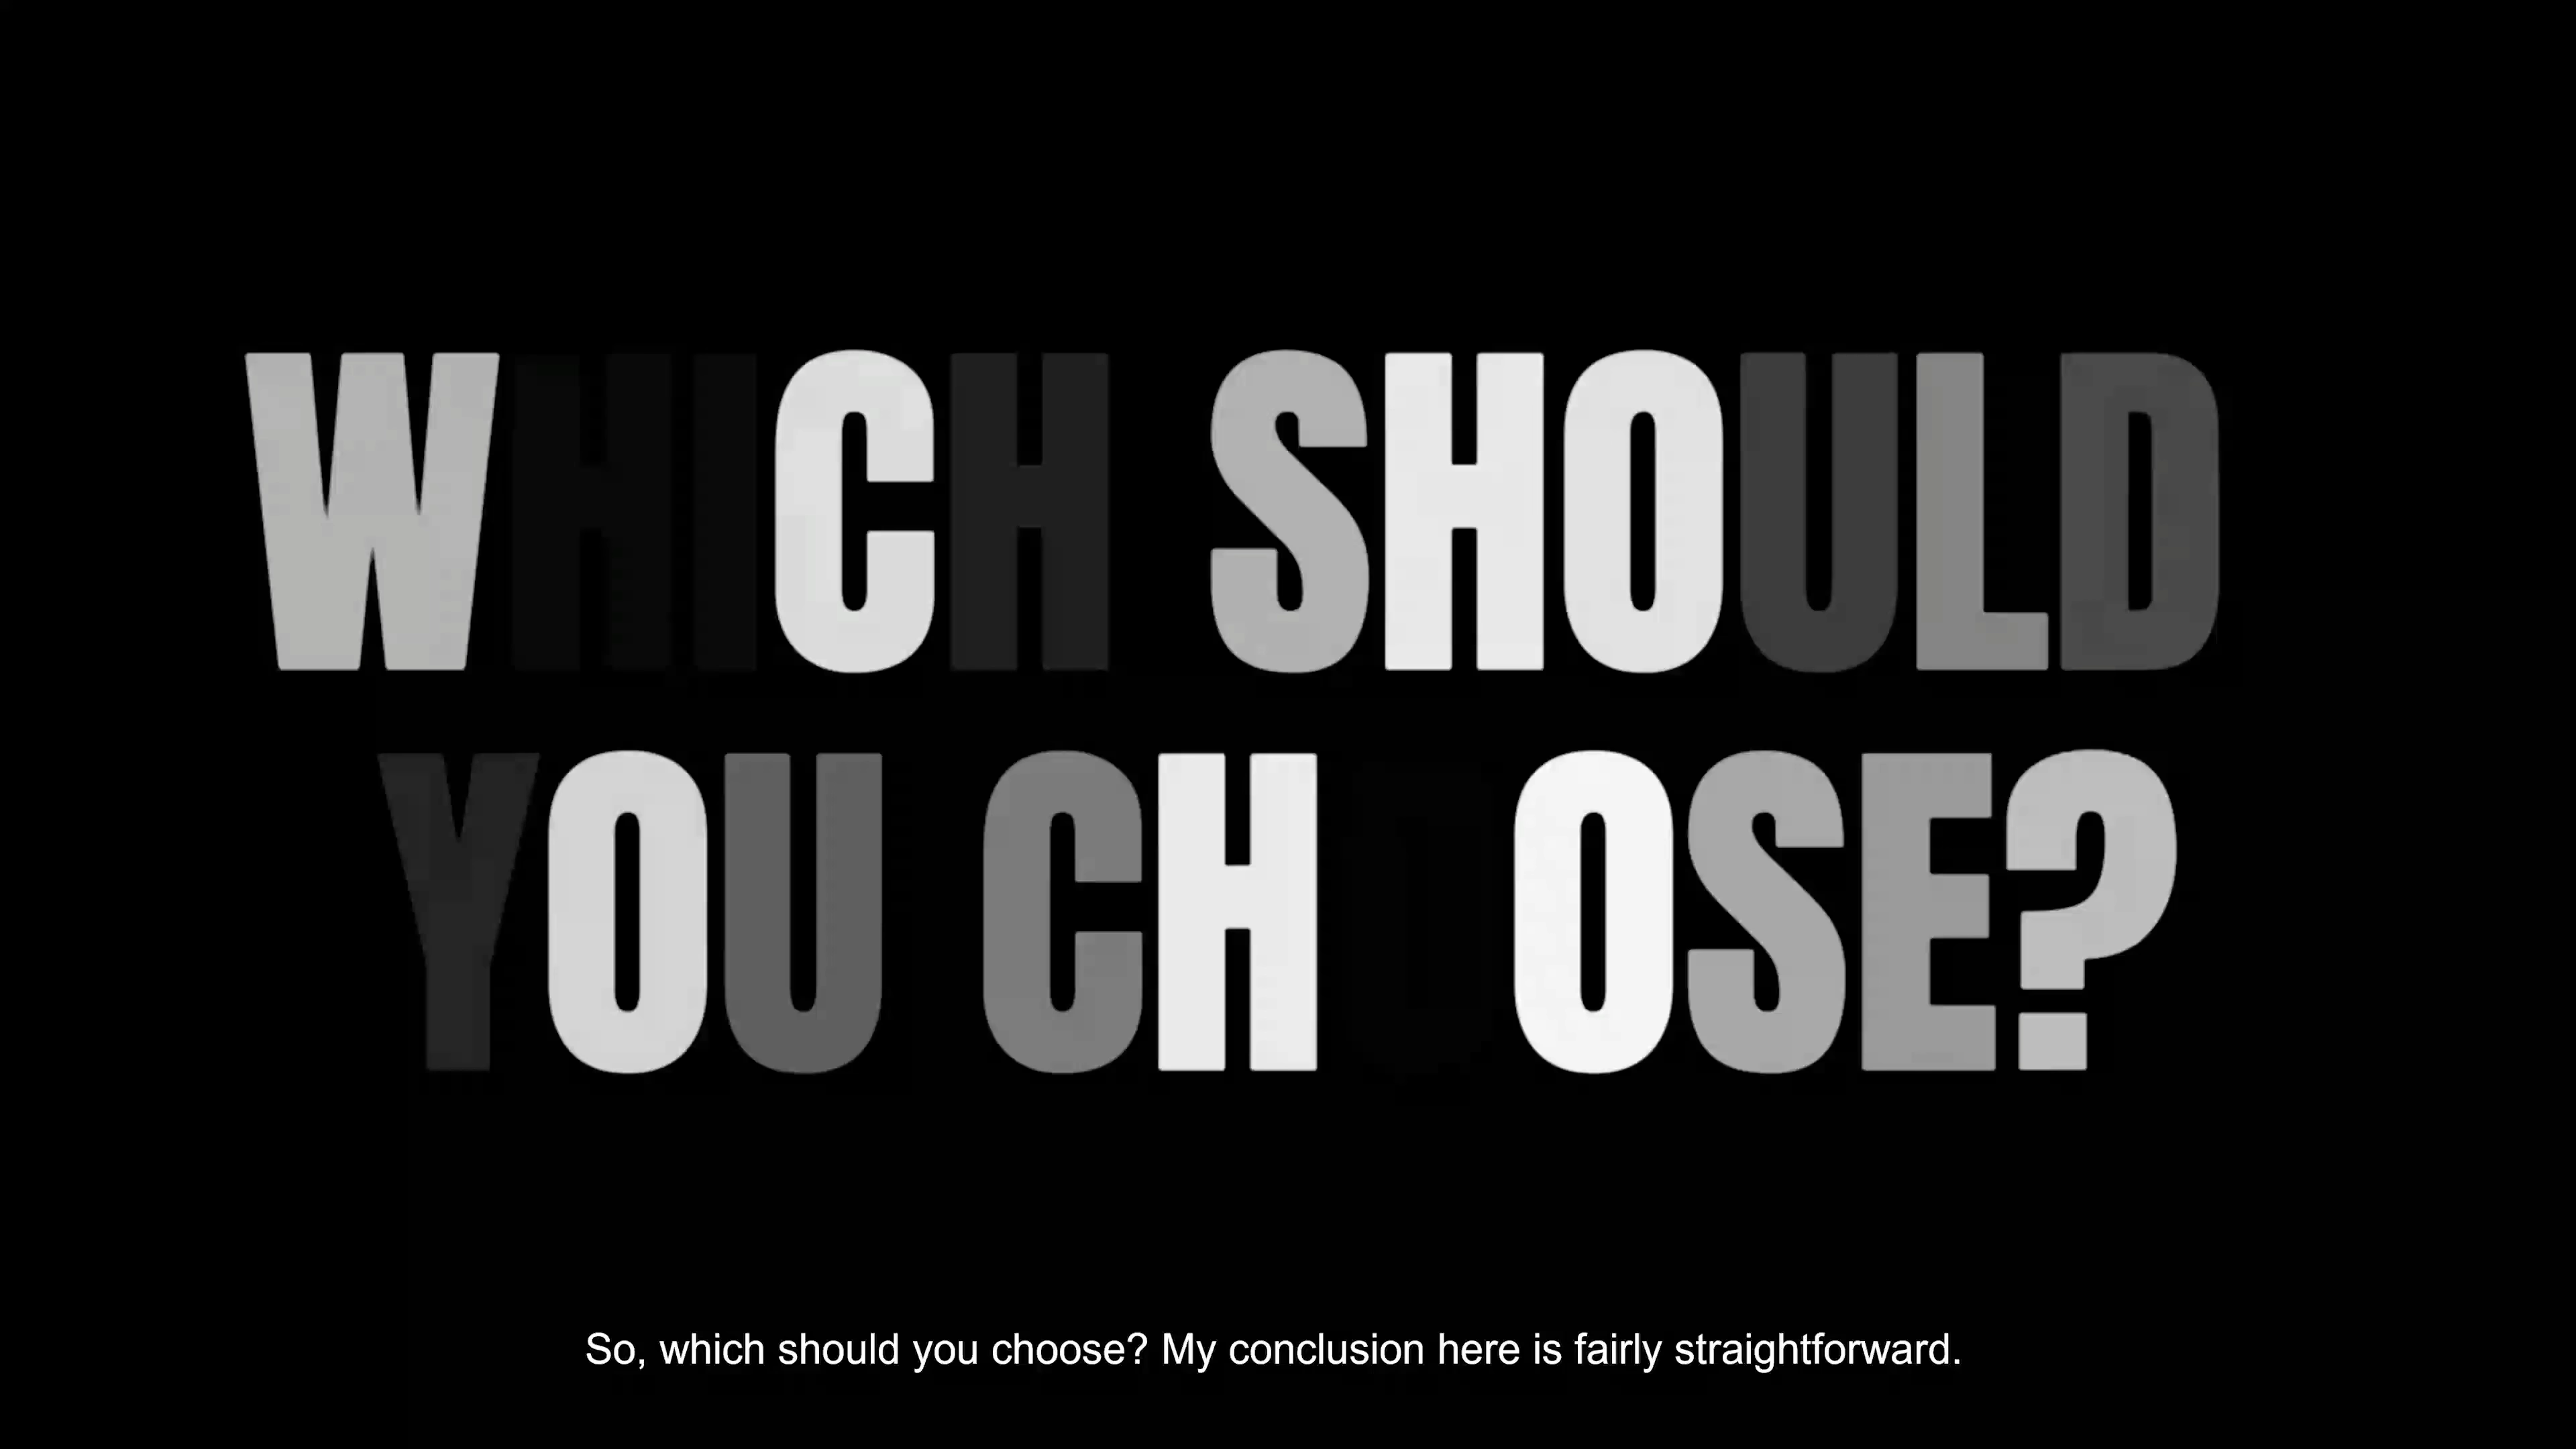 WHICH SHOULD
YOU CHOOSE?
So, which should you choose? My conclusion here is fairly straightforward.